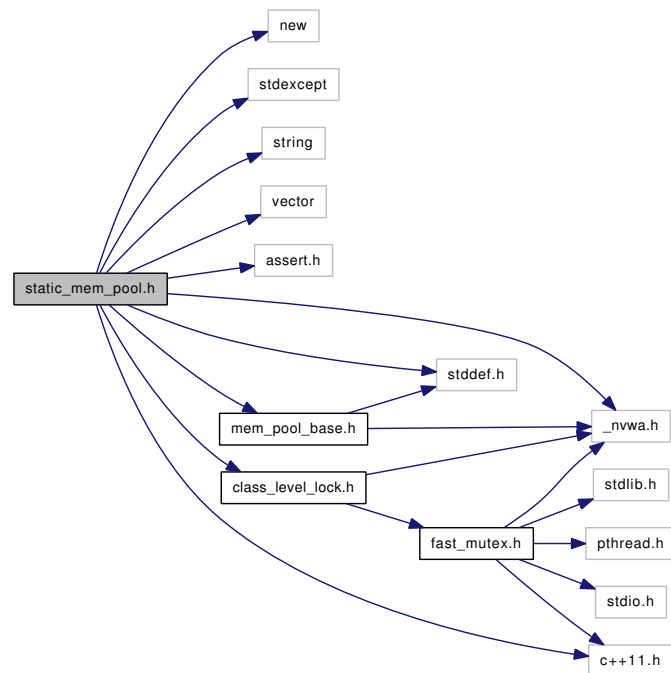 new
stdexcept
string
vector
assert.h
static_mem_pool.h
stddef.h
mem_pool_base.h
_nvwa.h
class_level_lock.h
stdlib.h
fast_mutex.h
pthread.h
stdio.h
c++11.h